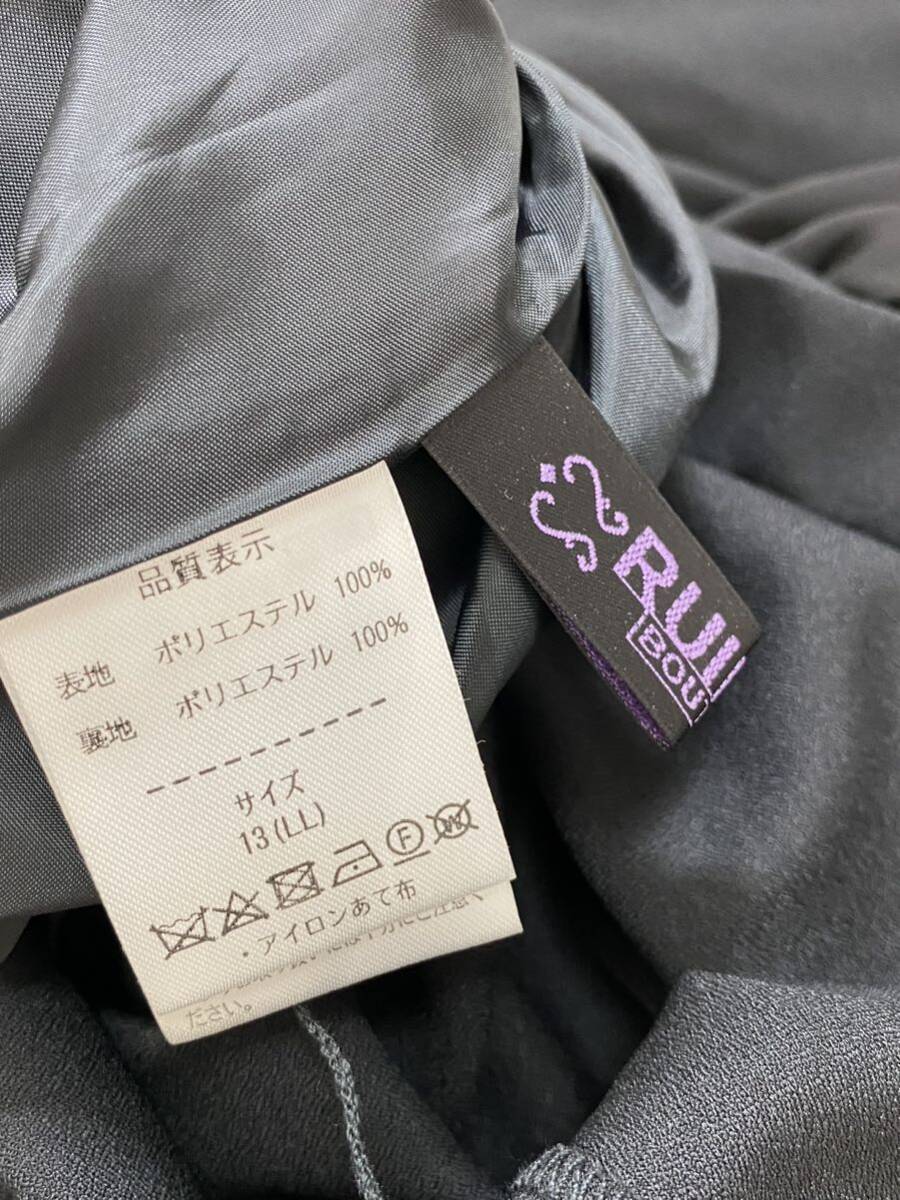 品質表示
表地 ポリエステル 100%
裏地 ポリエステル 100%
サイズ
13(LL)
F W
・アイロンあて布
ださい。
BOU